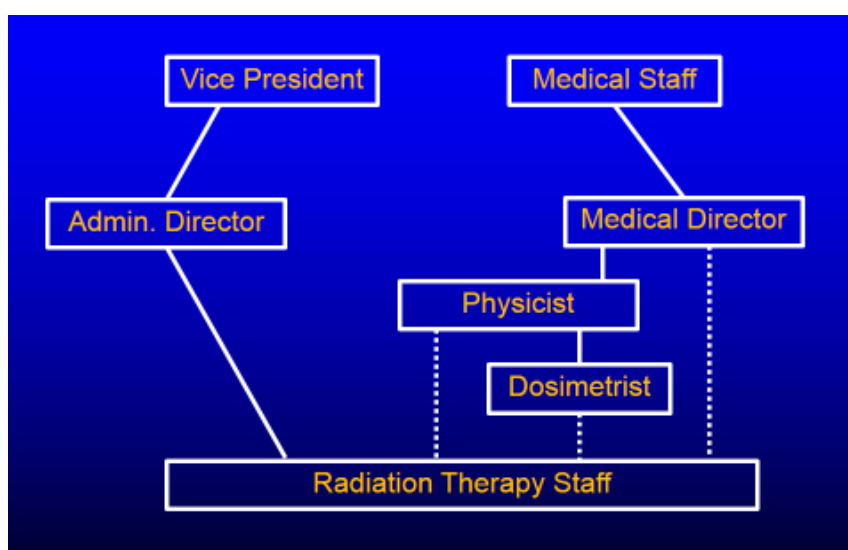 Vice President
Medical Staff
Admin. Director
Medical Director
Physicist
Dosimetrist
Radiation Therapy Staff